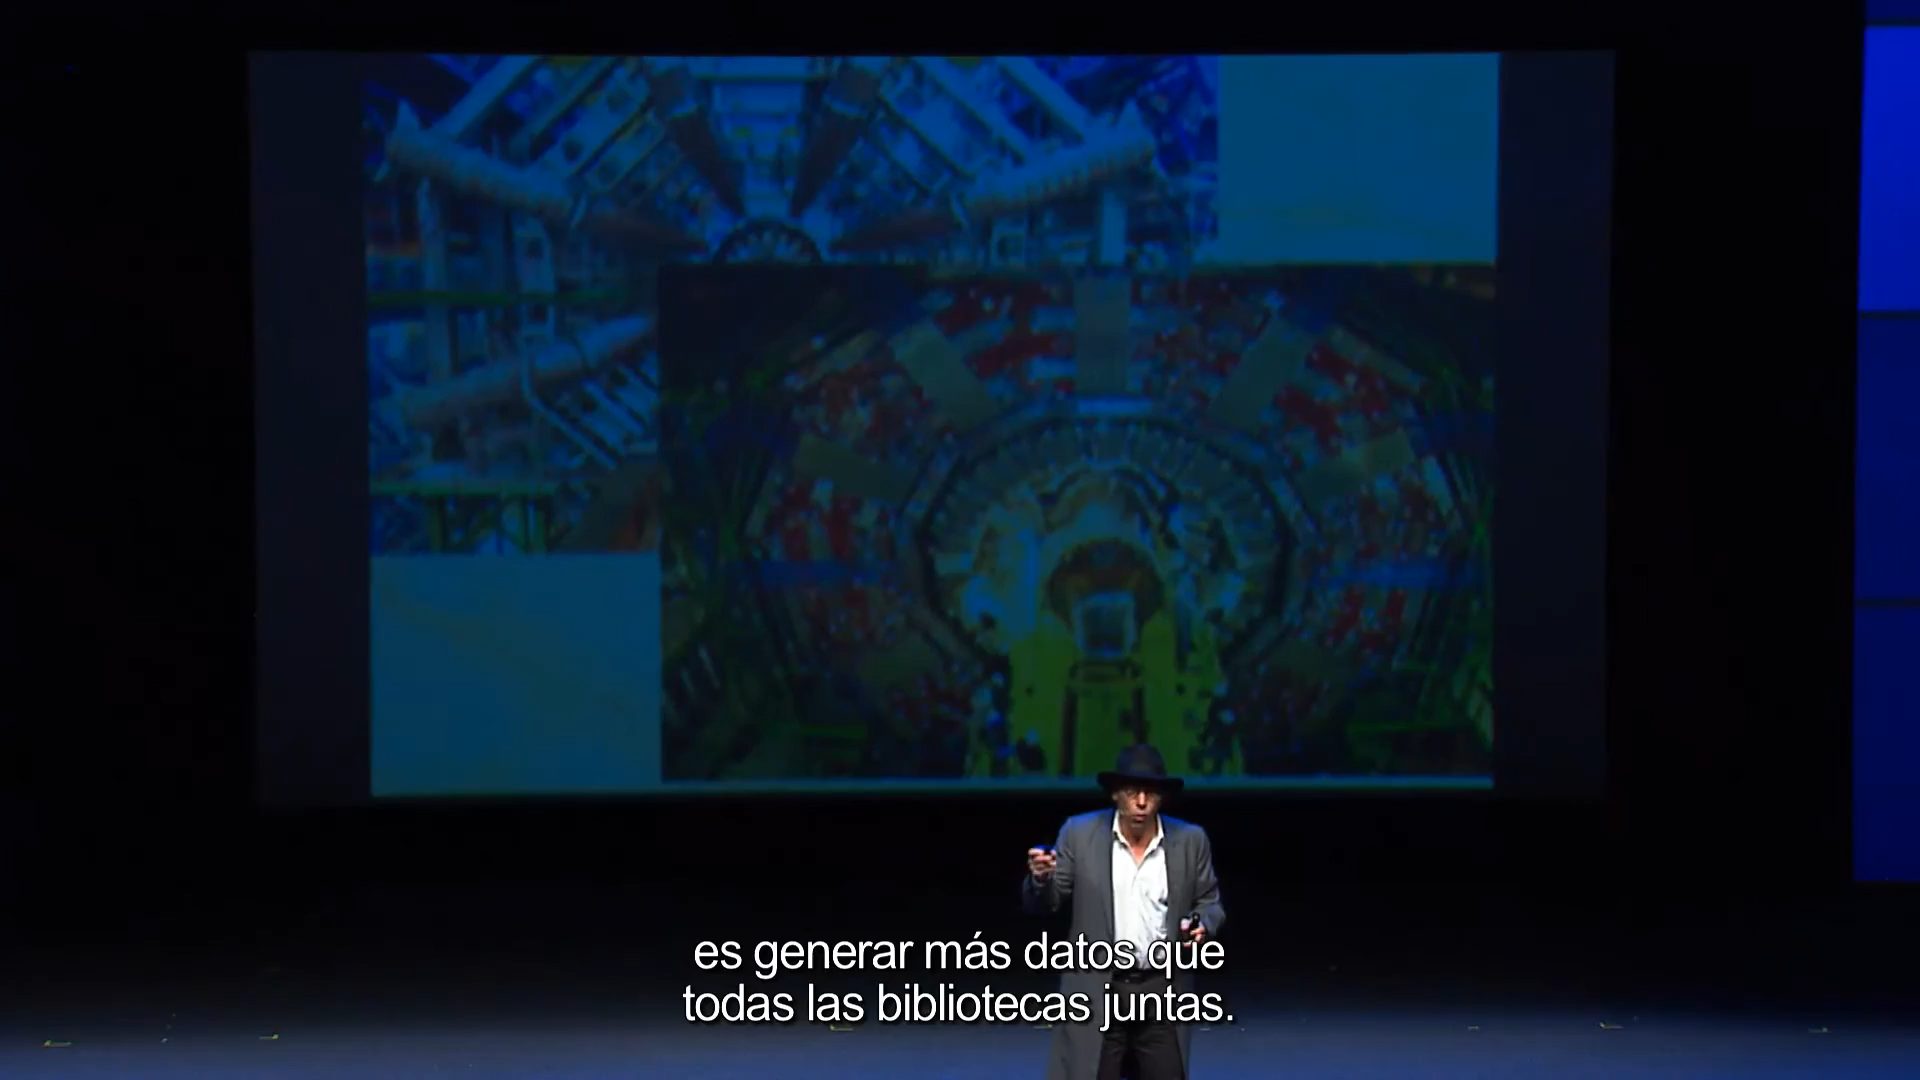 es generar más datos que
todas las bibliotecas juntas.